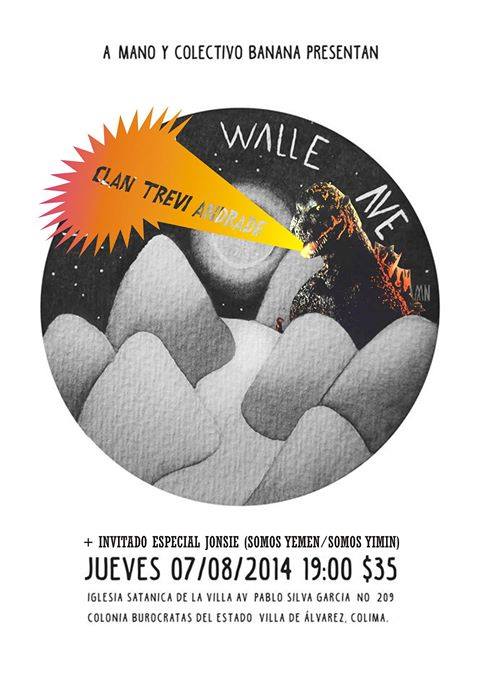 A MANO Y COLECTIVO BANANA PRESENTAN
WALLE AVE
MN
CLAN TREVI ANDRADE
+ INVITADO ESPECIAL JONSIE (SOMOS YEMEN/SOMOS YIMIN)
JUEVES 07/08/2014 19:00 $35
IGLESIA SATANICA DE LA VILLA AV PABLO SILVA GARCIA NO 209
COLONIA BUROCRATAS DEL ESTADO VILLA DE ÁLVAREZ, COLIMA.